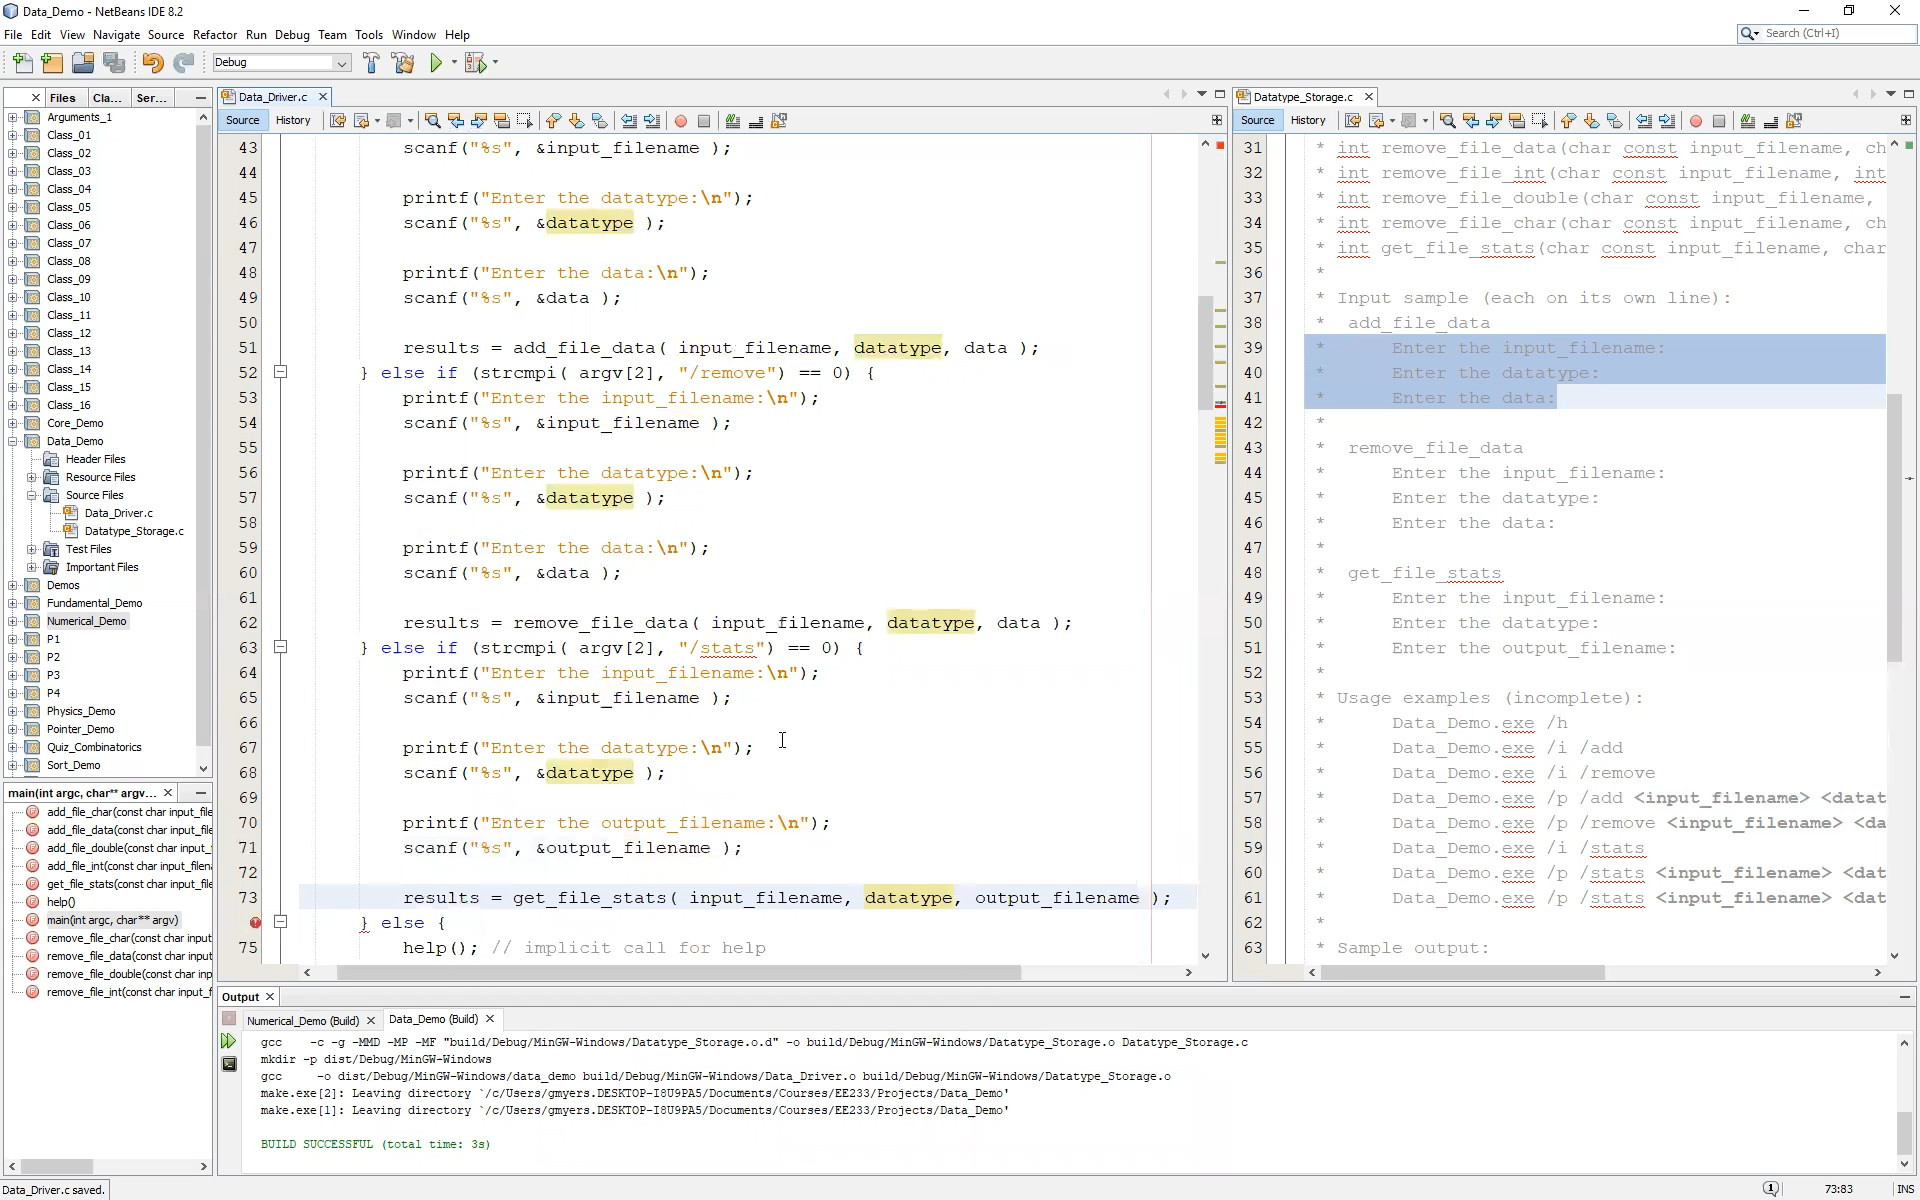 Data_Demo - NetBeans IDE 8.2
File Edit View Navigate Source Refactor Run Debug Team Tools Window Help
Search (Ctrl+I)
Debug
Files Cla... Ser...
Arguments_1
Class_01
Class_02
Class_03
Class_04
Class_05
Class_06
Class_07
Class_08
Class_09
Class_10
Class_11
Class_12
Class_13
Class_14
Class_15
Class_16
Core_Demo
Data_Demo
Header Files
Resource Files
Source Files
Data_Driver.c
Datatype_Storage.c
Test Files
Important Files
Demos
Fundamental_Demo
Numerical_Demo
P1
P2
P3
P4
Physics_Demo
Pointer_Demo
Quiz_Combinatorics
Sort_Demo
main(int argc, char** argv...
add_file_char(const char input_file
add_file_data(const char input_file
add_file_double(const char input_
add_file_int(const char input_filena
get_file_stats(const char input_file
help()
main(int argc, char** argv)
remove_file_char(const char input
remove_file_data(const char input
remove_file_double(const char inp
remove_file_int(const char input_f
Data_Driver.c
Source History
43 scanf("%s", &input_filename );
44
45 printf("Enter the datatype:\n");
46 scanf("%s", &datatype );
47
48 printf("Enter the data:\n");
49 scanf("%s", &data );
50
51 results = add_file_data( input_filename, datatype, data );
52 } else if (strcmpi( argv[2], "/remove") == 0) {
53 printf("Enter the input_filename:\n");
54 scanf("%s", &input_filename );
55
56 printf("Enter the datatype:\n");
57 scanf("%s", &datatype );
58
59 printf("Enter the data:\n");
60 scanf("%s", &data );
61
62 results = remove_file_data( input_filename, datatype, data );
63 } else if (strcmpi( argv[2], "/stats") == 0) {
64 printf("Enter the input_filename:\n");
65 scanf("%s", &input_filename );
66
67 printf("Enter the datatype:\n");
68 scanf("%s", &datatype );
69
70 printf("Enter the output_filename:\n");
71 scanf("%s", &output_filename );
72
73 results = get_file_stats( input_filename, datatype, output_filename );
} else {
75 help(); // implicit call for help
Datatype_Storage.c
Source History
31 * int remove_file_data(char const input_filename, ch
32 * int remove_file_int(char const input_filename, int
33 * int remove_file_double(char const input_filename,
34 * int remove_file_char(char const input_filename, ch
35 * int get_file_stats(char const input_filename, char
36 *
37 * Input sample (each on its own line):
38 * add_file_data
39 * Enter the input_filename:
40 * Enter the datatype:
41 * Enter the data:
42 *
43 * remove_file_data
44 * Enter the input_filename:
45 * Enter the datatype:
46 * Enter the data:
47 *
48 * get_file_stats
49 * Enter the input_filename:
50 * Enter the datatype:
51 * Enter the output_filename:
52 *
53 * Usage examples (incomplete):
54 * Data_Demo.exe /h
55 * Data_Demo.exe /i /add
56 * Data_Demo.exe /i /remove
57 * Data_Demo.exe /p /add <input_filename> <datat
58 * Data_Demo.exe /p /remove <input_filename> <da
59 * Data_Demo.exe /i /stats
60 * Data_Demo.exe /p /stats <input_filename> <dat
61 * Data_Demo.exe /p /stats <input_filename> <dat
62 *
63 * Sample output:
Output
Numerical_Demo (Build) Data_Demo (Build)
gcc -c -g -MMD -MP -MF "build/Debug/MinGW-Windows/Datatype_Storage.o.d" -o build/Debug/MinGW-Windows/Datatype_Storage.o Datatype_Storage.c
mkdir -p dist/Debug/MinGW-Windows
gcc -o dist/Debug/MinGW-Windows/data_demo build/Debug/MinGW-Windows/Data_Driver.o build/Debug/MinGW-Windows/Datatype_Storage.o
make.exe[2]: Leaving directory `/c/Users/gmyers.DESKTOP-I8U9PA5/Documents/Courses/EE233/Projects/Data_Demo'
make.exe[1]: Leaving directory `/c/Users/gmyers.DESKTOP-I8U9PA5/Documents/Courses/EE233/Projects/Data_Demo'
BUILD SUCCESSFUL (total time: 3s)
Data_Driver.c saved.
1
73:83
INS